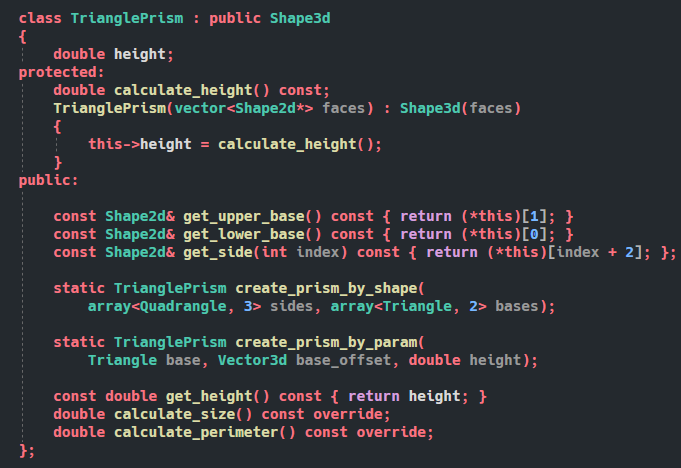 class TrianglePrism : public Shape3d
{
    double height;
protected:
    double calculate_height() const;
    TrianglePrism(vector<Shape2d*> faces) : Shape3d(faces)
    {
        this->height = calculate_height();
    }
public:

    const Shape2d& get_upper_base() const { return (*this)[1]; }
    const Shape2d& get_lower_base() const { return (*this)[0]; }
    const Shape2d& get_side(int index) const { return (*this)[index + 2]; };

    static TrianglePrism create_prism_by_shape(
        array<Quadrangle, 3> sides, array<Triangle, 2> bases);

    static TrianglePrism create_prism_by_param(
        Triangle base, Vector3d base_offset, double height);

    const double get_height() const { return height; }
    double calculate_size() const override;
    double calculate_perimeter() const override;
};